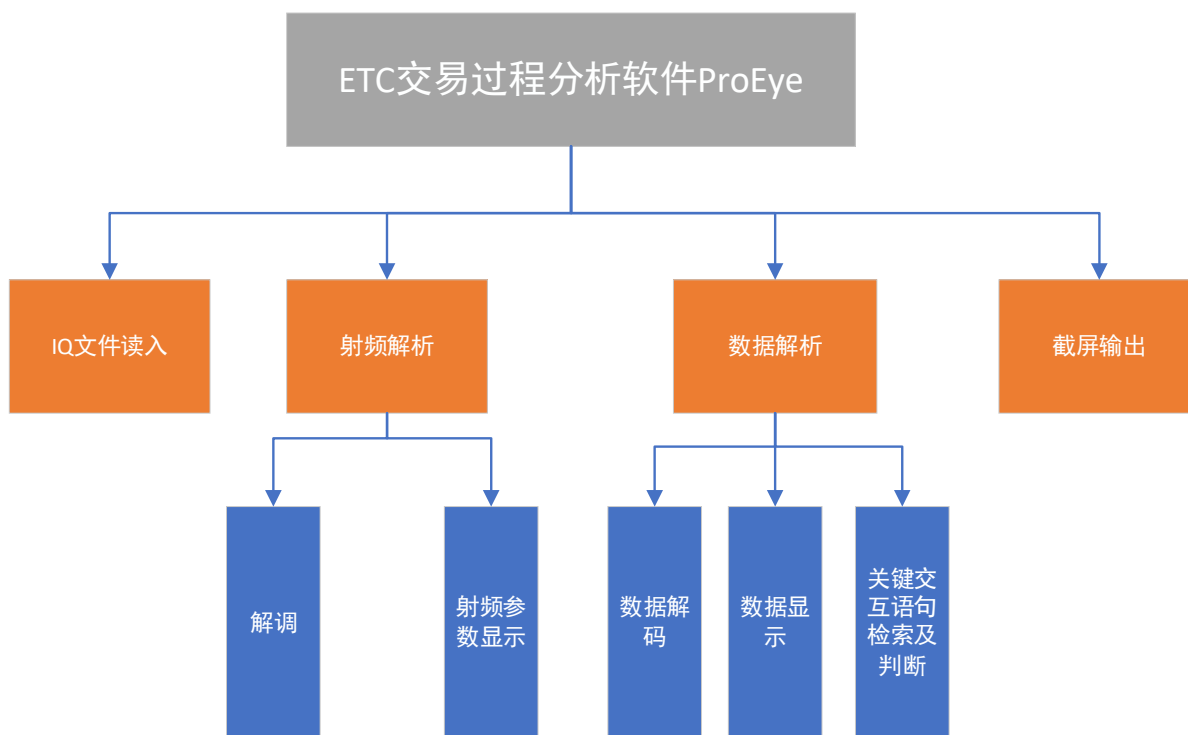 ETC交易过程分析软件ProEye
IQ文件读入
射频解析
数据解析
截屏输出
解调
射频参
数显示
数据解
码
数据显
示
关键交
互语句
检索及
判断